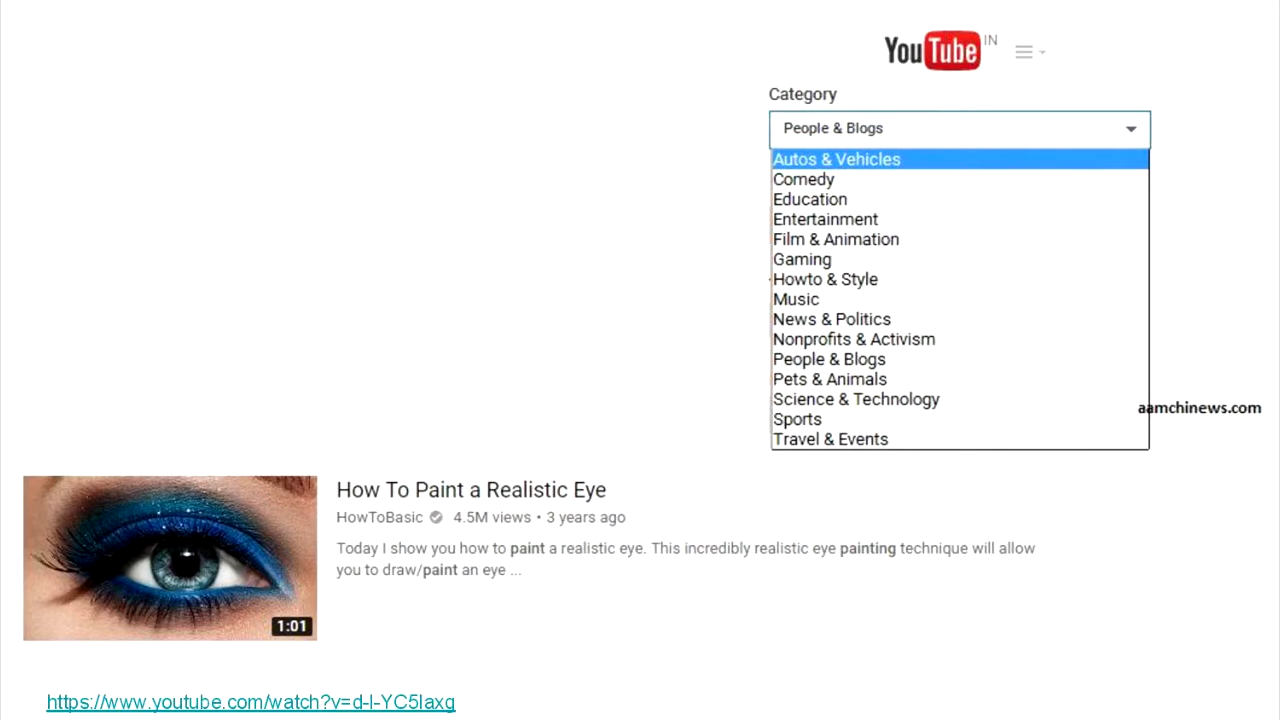 YouTube IN
Category
People & Blogs
Autos & Vehicles
Comedy
Education
Entertainment
Film & Animation
Gaming
Howto & Style
Music
News & Politics
Nonprofits & Activism
People & Blogs
Pets & Animals
Science & Technology
aamchinews.com
Sports
Travel & Events
How To Paint a Realistic Eye
HowToBasic 4.5M views • 3 years ago
Today I show you how to paint a realistic eye. This incredibly realistic eye painting technique will allow
you to draw/paint an eye ...
1:01
https://www.youtube.com/watch?v=d-l-YC5laxg